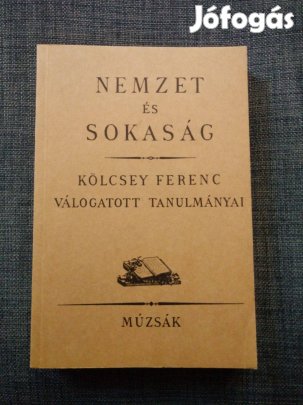 Jófogás
NEMZET
ÉS
SOKASÁG
KÖLCSEY FERENC
VÁLOGATOTT TANULMÁNYAI
MÚZSÁK